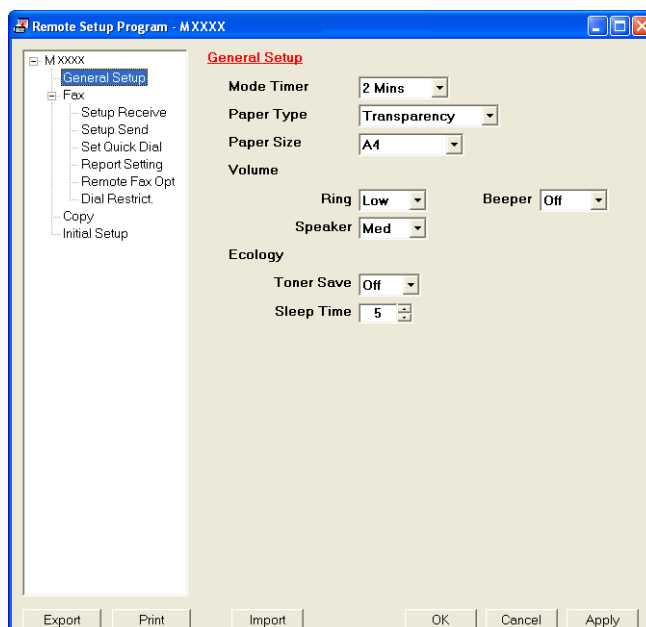 Remote Setup Program - MXXXX
MXXXX
General Setup
Fax
Setup Receive
Setup Send
Set Quick Dial
Report Setting
Remote Fax Opt
Dial Restrict.
Copy
Initial Setup
General Setup
Mode Timer 2 Mins
Paper Type Transparency
Paper Size A4
Volume
Ring Low Beeper Off
Speaker Med
Ecology
Toner Save Off
Sleep Time 5
Export Print Import OK Cancel Apply